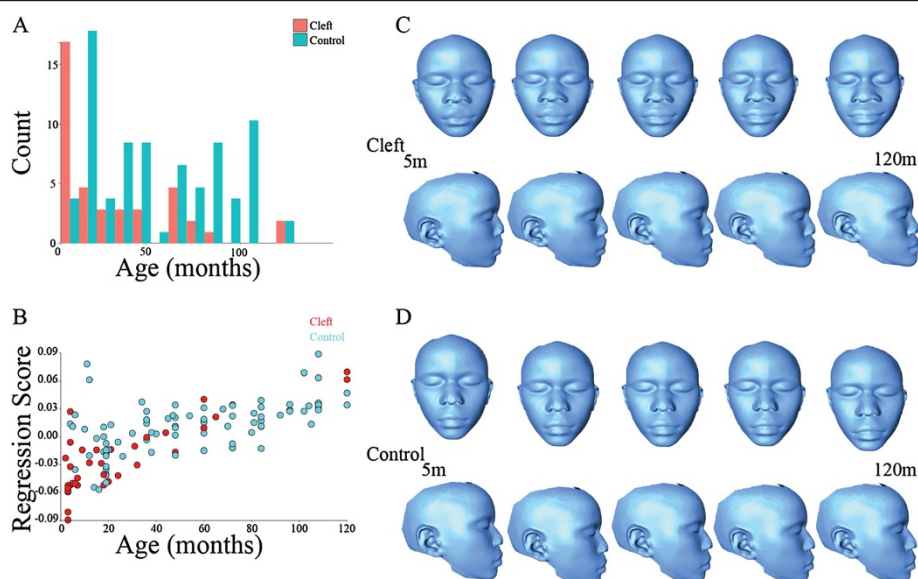 A
Cleft
Control
15
10
5
0
Count
0
50
100
Age (months)
B
Cleft
Control
0.09
0.06
0.03
0.00
-0.03
-0.06
-0.09
Regression Score
0
20
40
60
80
100
120
Age (months)
C
Cleft
5m
120m
D
Control
5m
120m